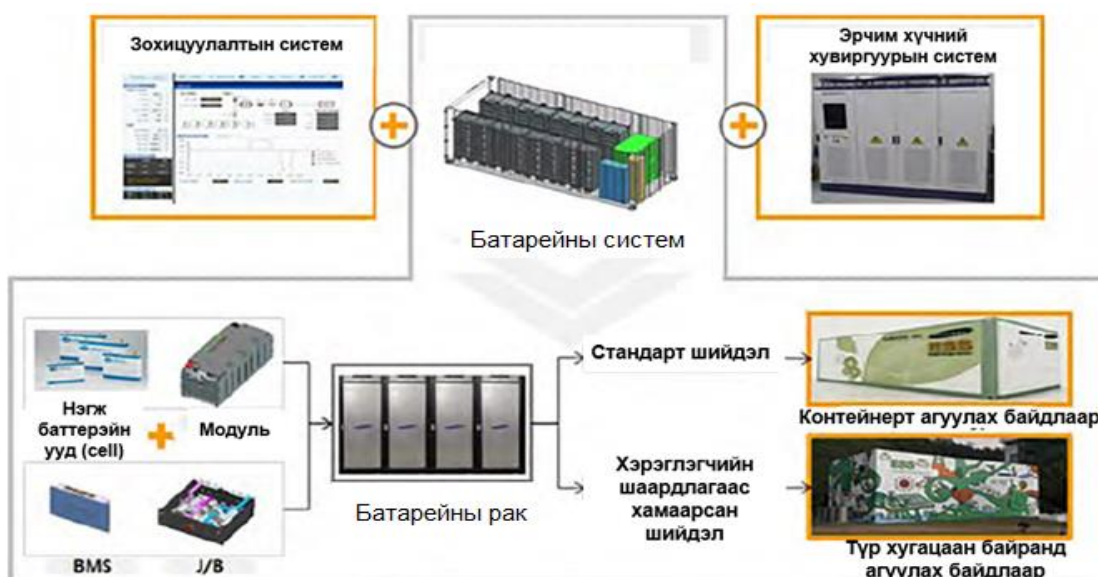 Зохицуулалтын систем
Эрчим хүчний
хувиргуурын систем
Батарейны систем
Нэгж
баттерэйн
ууд (cell)
Модуль
BMS
J/B
Батарейны рак
Стандарт шийдэл
Контейнерт агуулах байдлаар
Хэрэглэгчийн
шаардлагаас
хамаарсан
шийдэл
ESS
Түр хугацаан байранд
агуулах байдлаар